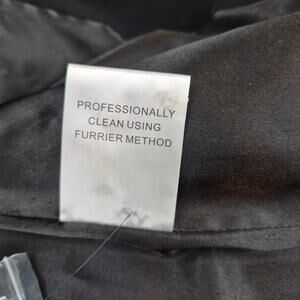 PROFESSIONALLY
CLEAN USING
FURRIER METHOD